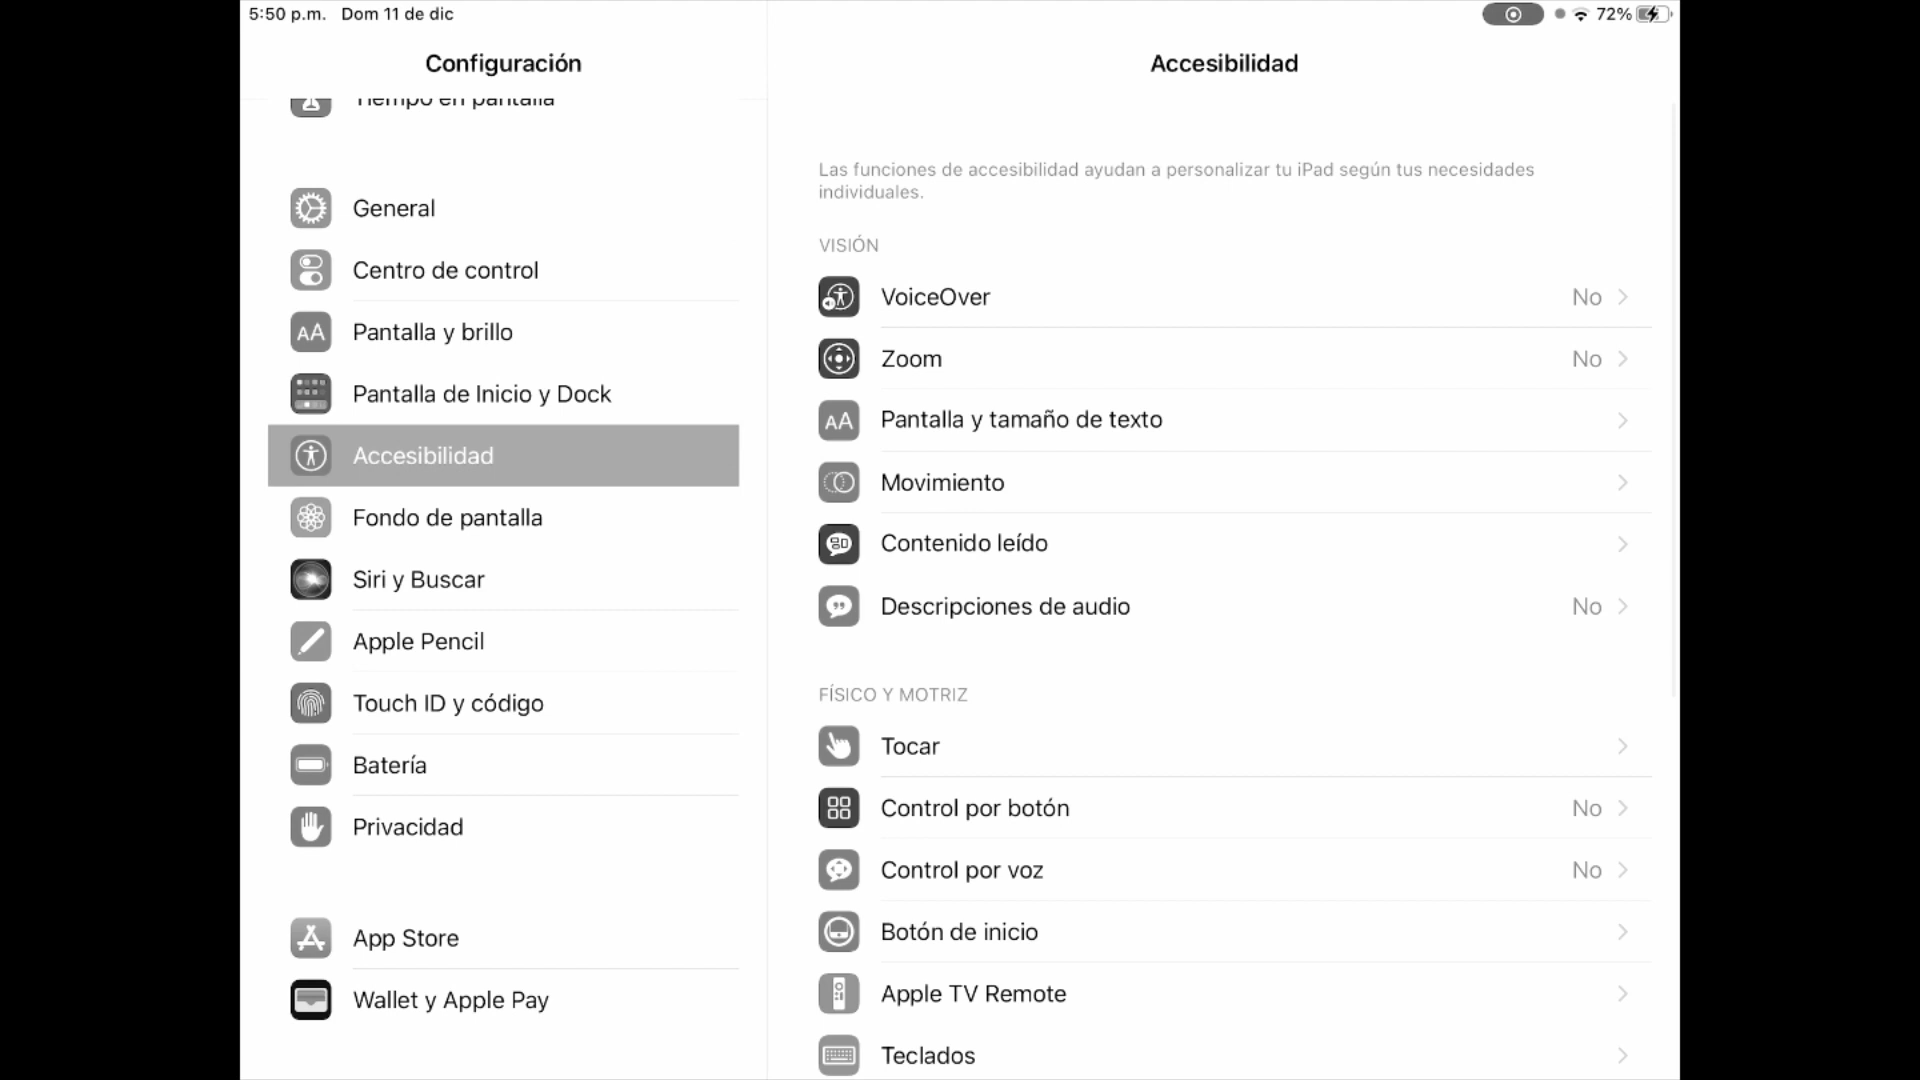 5:50 p.m. Dom 11 de dic
72%
Configuración
Tiempo en pantalla
General
Centro de control
AA Pantalla y brillo
Pantalla de Inicio y Dock
Accesibilidad
Fondo de pantalla
Siri y Buscar
Apple Pencil
Touch ID y código
Batería
Privacidad
App Store
Wallet y Apple Pay
Accesibilidad
Las funciones de accesibilidad ayudan a personalizar tu iPad según tus necesidades
individuales.
VISIÓN
VoiceOver No
Zoom No
AA Pantalla y tamaño de texto
Movimiento
Contenido leído
Descripciones de audio No
FÍSICO Y MOTRIZ
Tocar
Control por botón No
Control por voz No
Botón de inicio
Apple TV Remote
Teclados